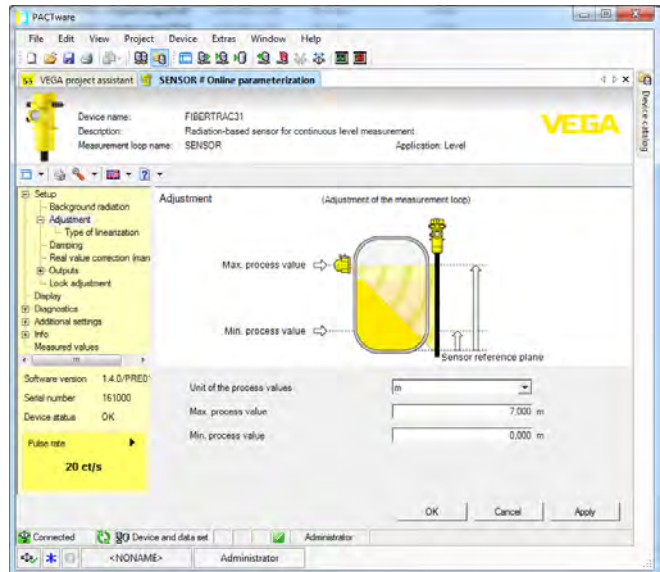 PACTware
File Edit View Project Device Extras Window Help
VEGA project assistant SENSOR # Online parameterization
Device catalog
Device name: FIBERTRAC31
Description: Radiation-based sensor for continuous level measurement
Measurement loop name: SENSOR Application: Level
VEGA
Setup
Background radiation
Adjustment
Type of linearization
Damping
Real value correction (man
Outputs
Lock adjustment
Display
Diagnostics
Additional settings
Info
Measured values
Software version 1.4.0/PRE0
Serial number 161000
Device status OK
Pulse rate
20 ct/s
Adjustment (Adjustment of the measurement loop)
Max. process value
Min. process value
Sensor reference plane
Unit of the process values m
Max. process value 7,000 m
Min. process value 0,000 m
OK Cancel Apply
Connected Device and data set Administrator
<NONAME> Administrator